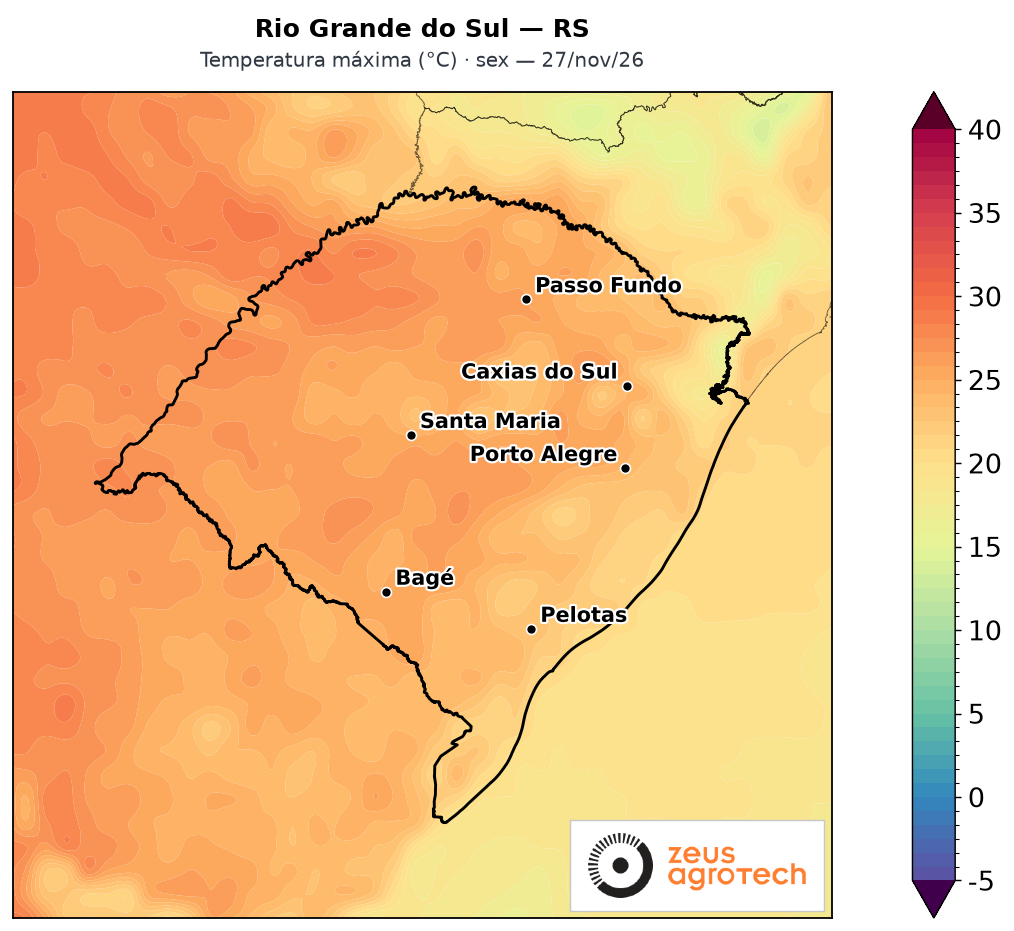 Rio Grande do Sul — RS
Temperatura máxima (°C) · sex — 27/nov/26
Passo Fundo
Caxias do Sul
Santa Maria
Porto Alegre
Bagé
Pelotas
40
35
30
25
20
15
10
5
0
-5
zeus
agrotech